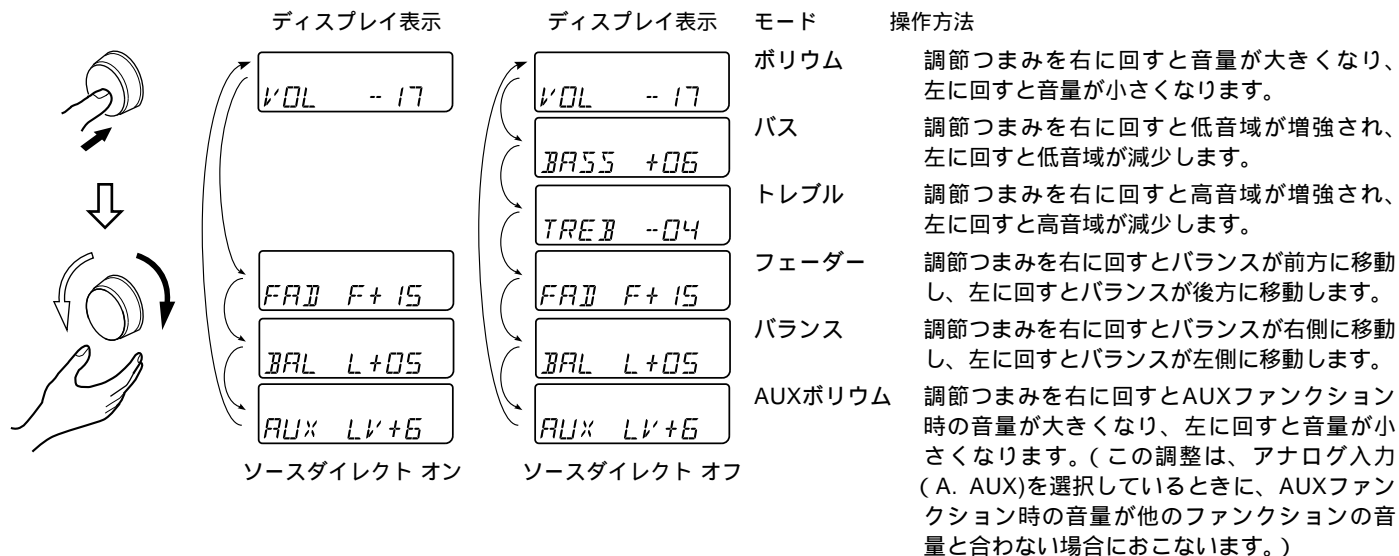 ディスプレイ表示
ディスプレイ表示
モード
操作方法
VOL -- 17
FAD F+15
BAL L+05
AUX LV+6
ソースダイレクト オン
VOL -- 17
BASS +06
TREB --04
FAD F+15
BAL L+05
AUX LV+6
ソースダイレクト オフ
ボリウム
調節つまみを右に回すと音量が大きくなり、
左に回すと音量が小さくなります。
バス
調節つまみを右に回すと低音域が増強され、
左に回すと低音域が減少します。
トレブル
調節つまみを右に回すと高音域が増強され、
左に回すと高音域が減少します。
フェーダー
調節つまみを右に回すとバランスが前方に移動
し、左に回すとバランスが後方に移動します。
バランス
調節つまみを右に回すとバランスが右側に移動
し、左に回すとバランスが左側に移動します。
AUXボリウム
調節つまみを右に回すとAUXファンクション
時の音量が大きくなり、左に回すと音量が小
さくなります。(この調整は、アナログ入力
(A. AUX)を選択しているときに、AUXファン
クション時の音量が他のファンクションの音
量と合わない場合におこないます。)